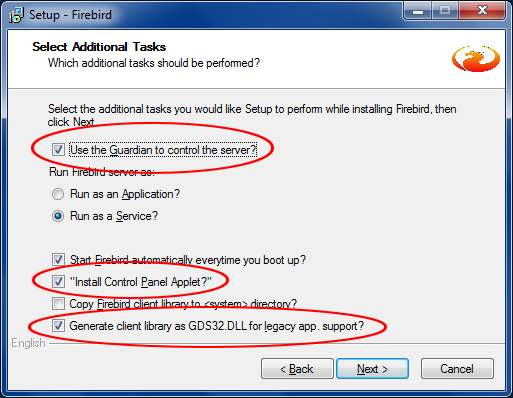 Setup - Firebird
Select Additional Tasks
Which additional tasks should be performed?
Select the additional tasks you would like Setup to perform while installing Firebird, then
click Next.
Use the Guardian to control the server?
Run Firebird server as:
Run as an Application?
Run as a Service?
Start Firebird automatically everytime you boot up?
"Install Control Panel Applet?"
Copy Firebird client library to <system> directory?
Generate client library as GDS32.DLL for legacy app. support?
English
< Back
Next >
Cancel